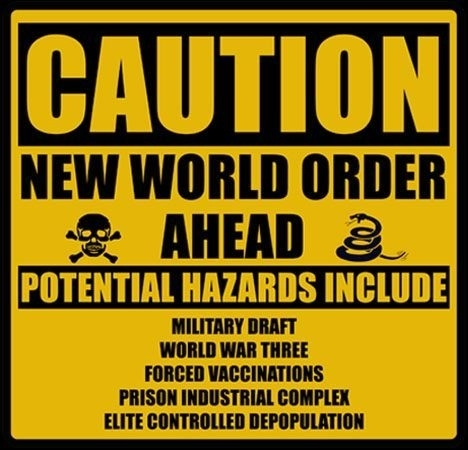 CAUTION
NEW WORLD ORDER
AHEAD
POTENTIAL HAZARDS INCLUDE
MILITARY DRAFT
WORLD WAR THREE
FORCED VACCINATIONS
PRISON INDUSTRIAL COMPLEX
ELITE CONTROLLED DEPOPULATION